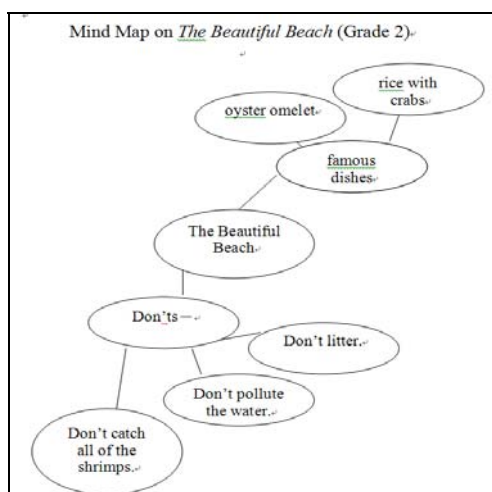 Mind Map on The Beautiful Beach (Grade 2)
rice with
crabs
oyster omelet
famous
dishes
The Beautiful
Beach
Don'ts—
Don't litter.
Don't pollute
the water.
Don't catch
all of the
shrimps.